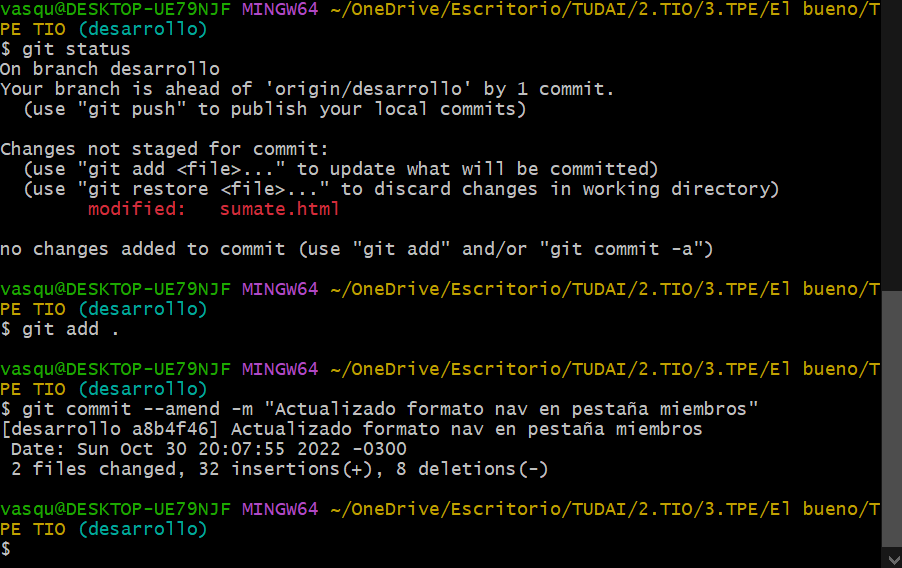 vasqu@DESKTOP-UE79NJF MINGW64 ~/OneDrive/Escritorio/TUDAI/2.TIO/3.TPE/El bueno/T
PE TIO (desarrollo)
$ git status
On branch desarrollo
Your branch is ahead of 'origin/desarrollo' by 1 commit.
  (use "git push" to publish your local commits)

Changes not staged for commit:
  (use "git add <file>..." to update what will be committed)
  (use "git restore <file>..." to discard changes in working directory)
        modified:   sumate.html

no changes added to commit (use "git add" and/or "git commit -a")

vasqu@DESKTOP-UE79NJF MINGW64 ~/OneDrive/Escritorio/TUDAI/2.TIO/3.TPE/El bueno/T
PE TIO (desarrollo)
$ git add .

vasqu@DESKTOP-UE79NJF MINGW64 ~/OneDrive/Escritorio/TUDAI/2.TIO/3.TPE/El bueno/T
PE TIO (desarrollo)
$ git commit --amend -m "Actualizado formato nav en pestaña miembros"
[desarrollo a8b4f46] Actualizado formato nav en pestaña miembros
 Date: Sun Oct 30 20:07:55 2022 -0300
 2 files changed, 32 insertions(+), 8 deletions(-)

vasqu@DESKTOP-UE79NJF MINGW64 ~/OneDrive/Escritorio/TUDAI/2.TIO/3.TPE/El bueno/T
PE TIO (desarrollo)
$